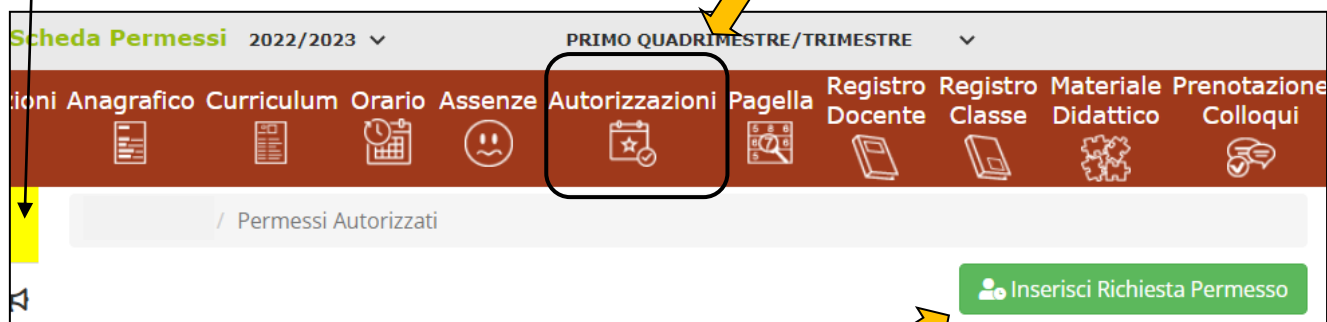 Scheda Permessi 2022/2023 PRIMO QUADRIMESTRE/TRIMESTRE
Anagrafico Curriculum Orario Assenze Autorizzazioni Pagella Registro Docente Registro Classe Materiale Didattico Prenotazione Colloqui
/ Permessi Autorizzati
Inserisci Richiesta Permesso